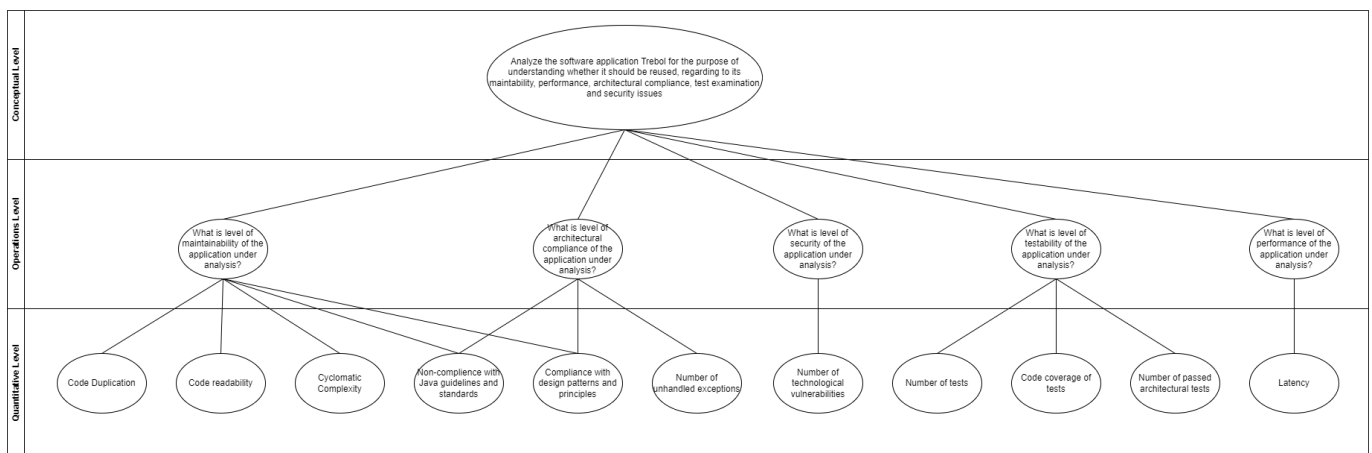 Conceptual Level
Analyze the software application Trebol for the purpose of
understanding whether it should be reused, regarding to its
maintability, performance, architectural compliance, test examination
and security issues
Operations Level
What is level of
maintainability of the
application under
analysis?
What is level of
architectural
compliance of the
application under
analysis?
What is level of
security of the
application under
analysis?
What is level of
testability of the
application under
analysis?
What is level of
performance of the
application under
analysis?
Quantitative Level
Code Duplication
Code readability
Cyclomatic
Complexity
Non-complience with
Java guidelines and
standards
Compliance with
design patterns and
principles
Number of
unhandled exceptions
Number of
technological
vulnerabilities
Number of tests
Code coverage of
tests
Number of passed
architectural tests
Latency